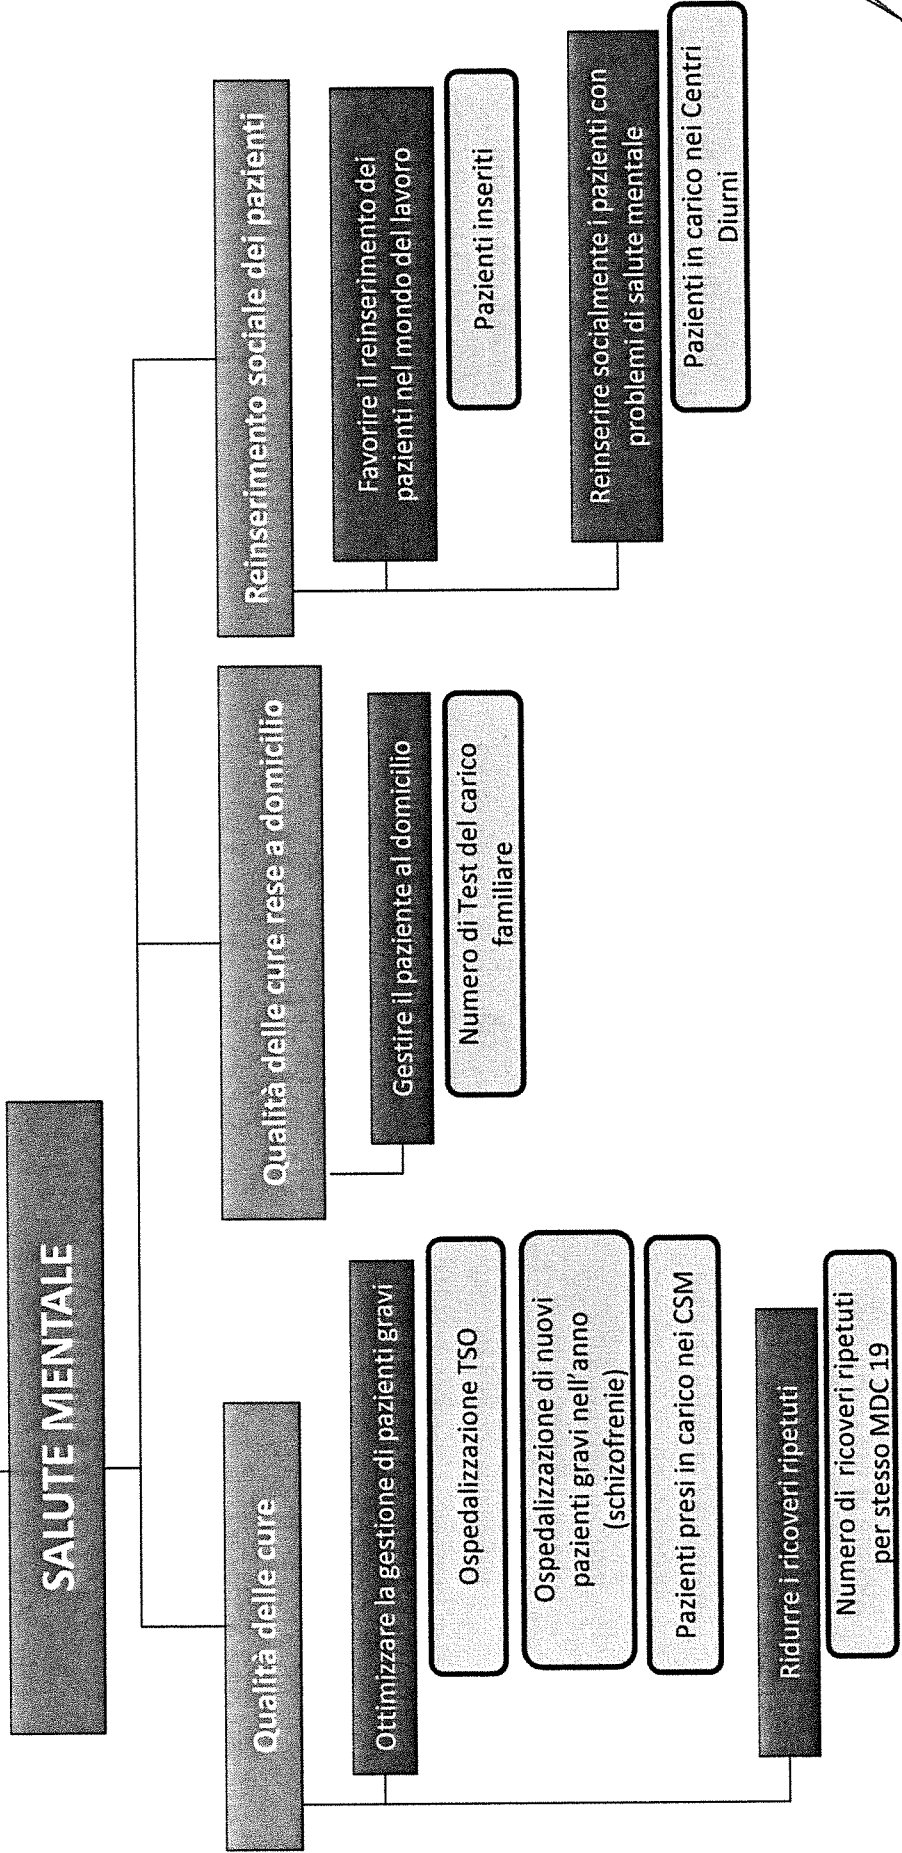 SALUTE MENTALE
Qualità delle cure
Ottimizzare la gestione di pazienti gravi
Ospedalizzazione TSO
Ospedalizzazione di nuovi
pazienti gravi nell'anno
(schizofrenie)
Pazienti presi in carico nei CSM
Ridurre i ricoveri ripetuti
Numero di ricoveri ripetuti
per stesso MDC 19
Qualità delle cure rese a domicilio
Gestire il paziente al domicilio
Numero di Test del carico
familiare
Reinserimento sociale dei pazienti
Favorire il reinserimento dei
pazienti nel mondo del lavoro
Pazienti inseriti
Reinserire socialmente i pazienti con
problemi di salute mentale
Pazienti in carico nei Centri
Diurni